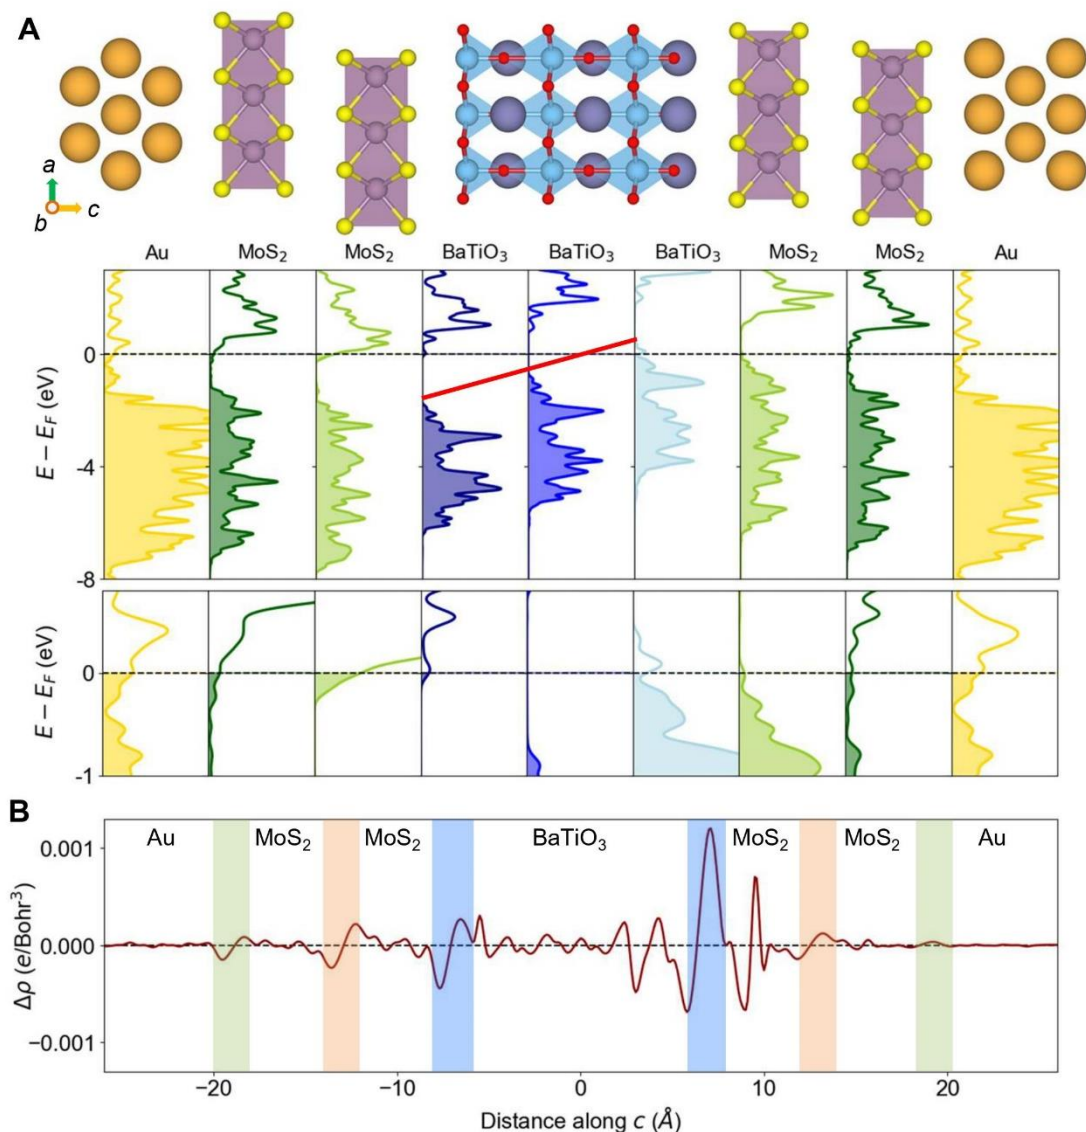 A
a
b c
Au MoS₂ MoS₂ BaTiO₃ BaTiO₃ BaTiO₃ MoS₂ MoS₂ Au
0
-4
-8
E − E_F (eV)
0
-1
E − E_F (eV)
B
Au MoS₂ MoS₂ BaTiO₃ MoS₂ MoS₂ Au
0.001
0.000
−0.001
Δρ (e/Bohr³)
−20 −10 0 10 20
Distance along c (Å)